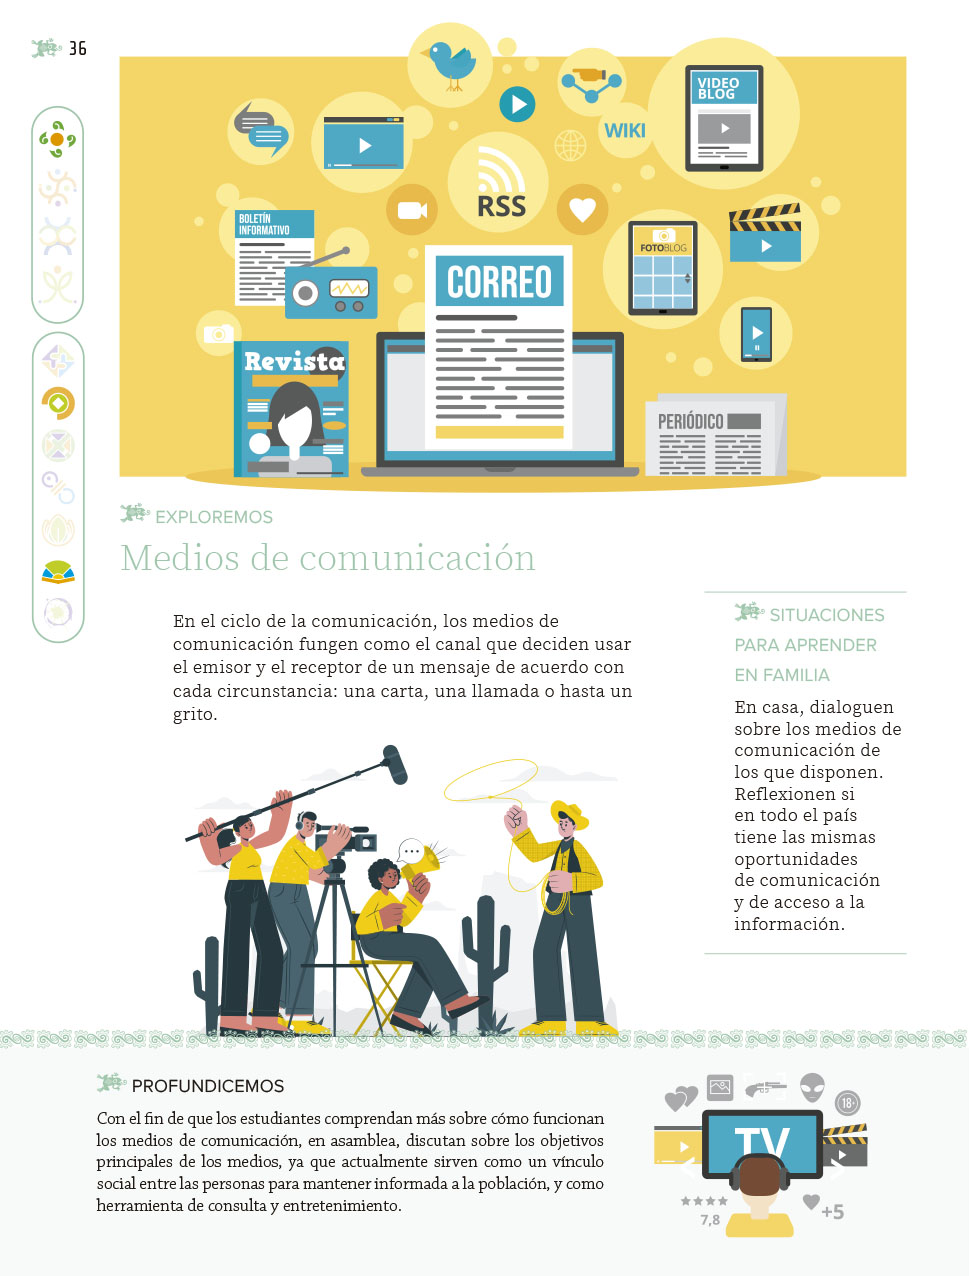 36
VIDEO
BLOG
WIKI
RSS
BOLETÍN
INFORMATIVO
FOTOBLOG
CORREO
Revista
PERIÓDICO
EXPLOREMOS
Medios de comunicación
En el ciclo de la comunicación, los medios de
comunicación fungen como el canal que deciden usar
el emisor y el receptor de un mensaje de acuerdo con
cada circunstancia: una carta, una llamada o hasta un
grito.
SITUACIONES
PARA APRENDER
EN FAMILIA
En casa, dialoguen
sobre los medios de
comunicación de
los que disponen.
Reflexionen si
en todo el país
tiene las mismas
oportunidades
de comunicación
y de acceso a la
información.
PROFUNDICEMOS
Con el fin de que los estudiantes comprendan más sobre cómo funcionan
los medios de comunicación, en asamblea, discutan sobre los objetivos
principales de los medios, ya que actualmente sirven como un vínculo
social entre las personas para mantener informada a la población, y como
herramienta de consulta y entretenimiento.
18+
TV
7,8
+5